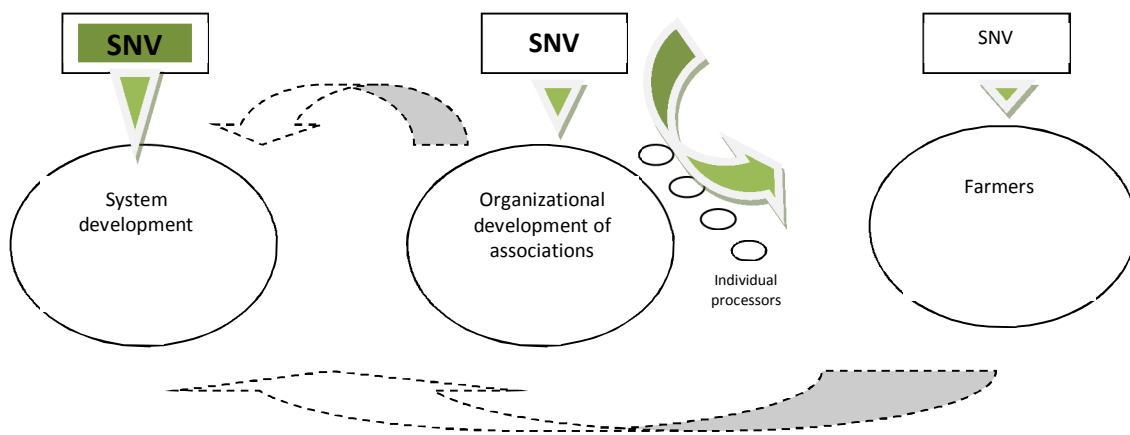 SNV
SNV
SNV
System
development
Organizational
development of
associations
Farmers
Individual
processors